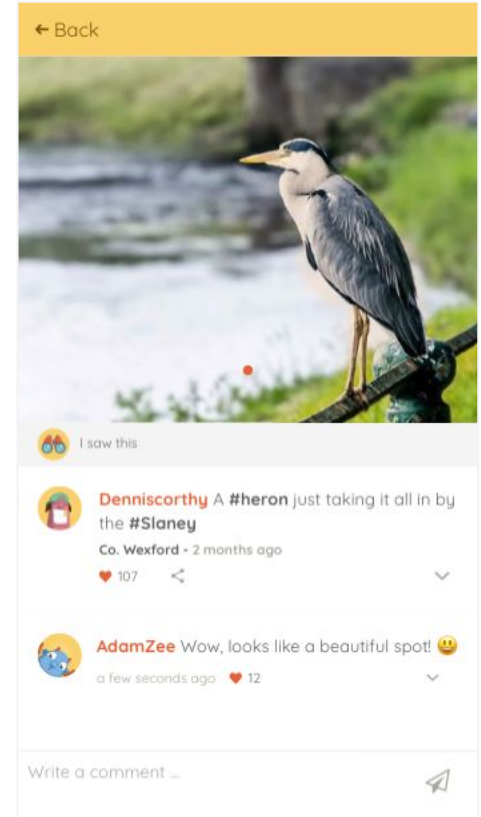 ← Back
I saw this
Denniscorthy A #heron just taking it all in by
the #Slaney
Co. Wexford - 2 months ago
107
AdamZee Wow, looks like a beautiful spot! 😃
a few seconds ago 12
Write a comment ...